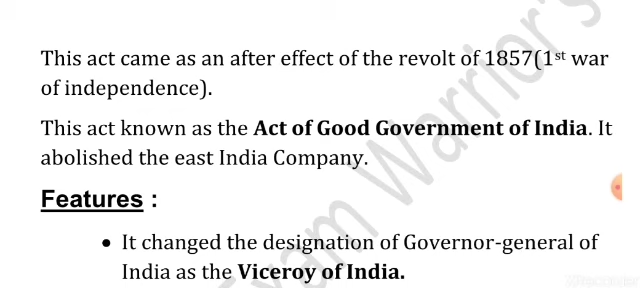 This act came as an after effect of the revolt of 1857(1st war
of independence).
This act known as the Act of Good Government of India. It
abolished the east India Company.
Features :
• It changed the designation of Governor-general of
India as the Viceroy of India.
Exam Warrior's